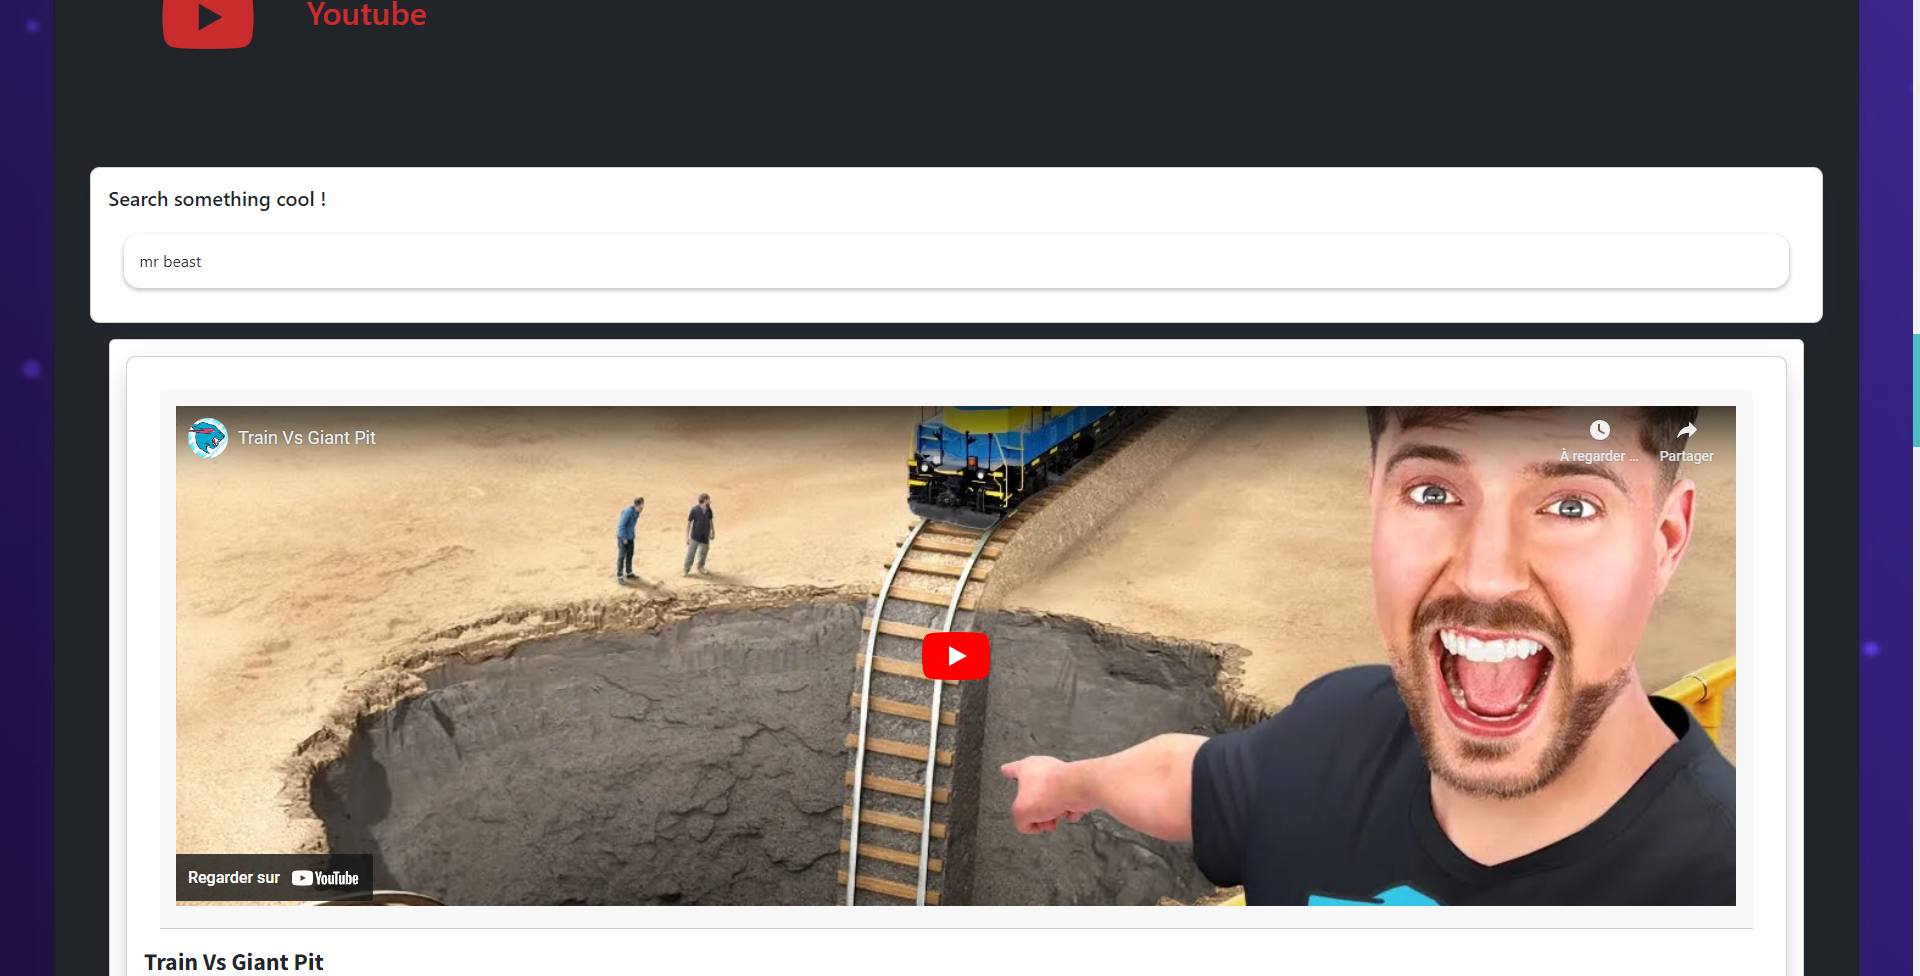 Youtube
Search something cool !
mr beast
Train Vs Giant Pit
À regarder ...
Partager
Regarder sur YouTube
Train Vs Giant Pit